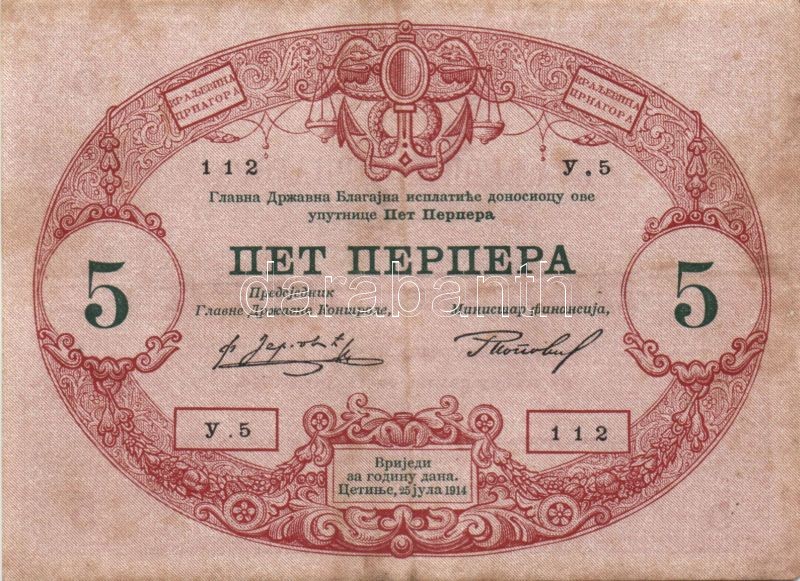 КРАЉЕВИНА
ЦРНАГОРА
КРАЉЕВИНА
ЦРНАГОРА
112
У.5
Главна Државна Благајна исплатиће доносиоцу ове
упутнице Пет Перпера
ПЕТ ПЕРПЕРА
5
5
darabanth
Предсједник
Главне Државне Контроле,
Министар финансија,
У.5
112
Вриједи
за годину дана.
Цетиње, 25 јула 1914